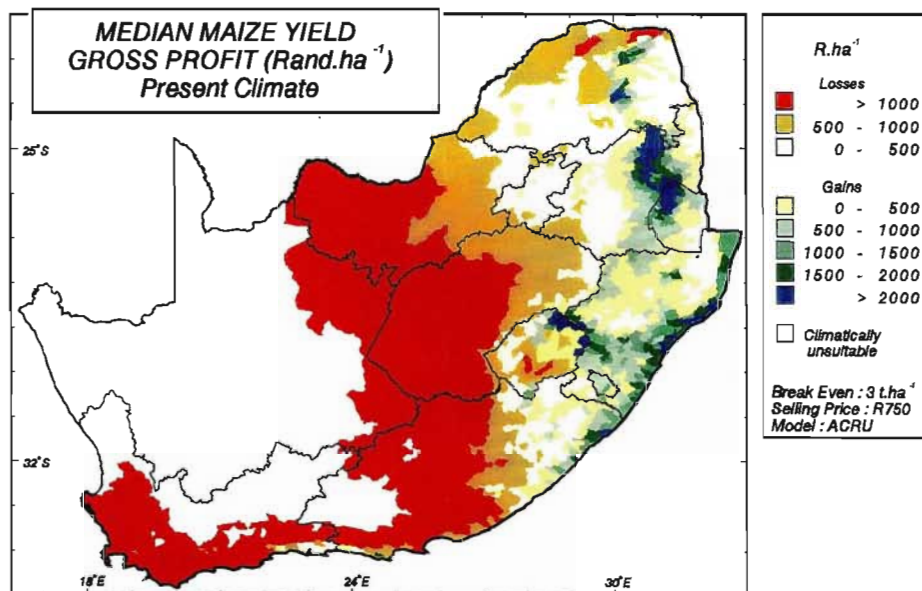 MEDIAN MAIZE YIELD
GROSS PROFIT (Rand.ha⁻¹)
Present Climate
25°S
32°S
18°E
24°E
30°E
R.ha⁻¹
Losses
> 1000
500 - 1000
0 - 500
Gains
0 - 500
500 - 1000
1000 - 1500
1500 - 2000
> 2000
Climatically
unsuitable
Break Even : 3 t.ha⁻¹
Selling Price : R750
Model : ACRU